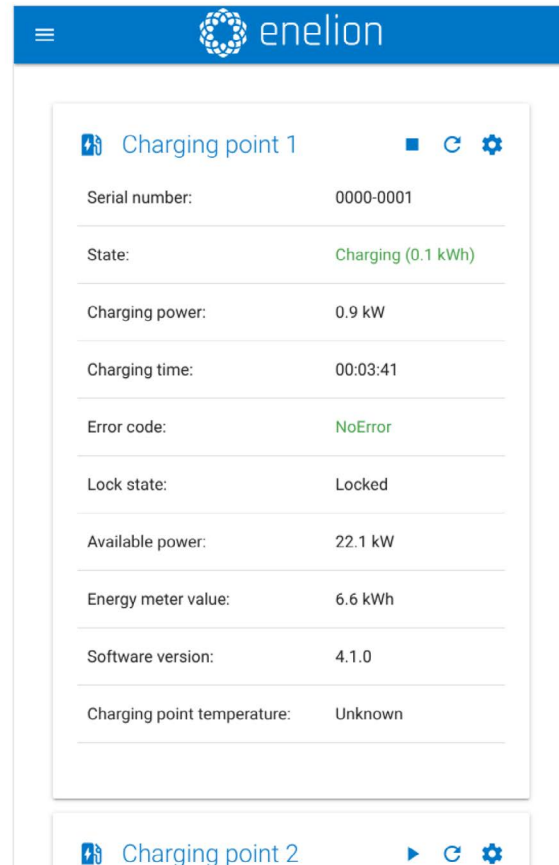 enelion
Charging point 1
Serial number: 0000-0001
State: Charging (0.1 kWh)
Charging power: 0.9 kW
Charging time: 00:03:41
Error code: NoError
Lock state: Locked
Available power: 22.1 kW
Energy meter value: 6.6 kWh
Software version: 4.1.0
Charging point temperature: Unknown
Charging point 2